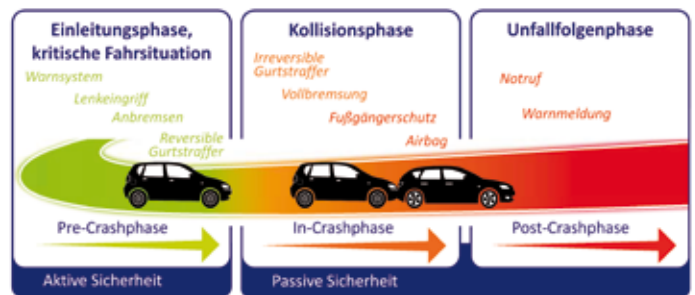 Einleitungsphase,
kritische Fahrsituation
Warnsystem
Lenkeingriff
Anbremsen
Reversible
Gurtstraffer
Pre-Crashphase
Aktive Sicherheit
Kollisionsphase
Irreversible
Gurtstraffer
Vollbremsung
Fußgängerschutz
Airbag
In-Crashphase
Passive Sicherheit
Unfallfolgenphase
Notruf
Warnmeldung
Post-Crashphase